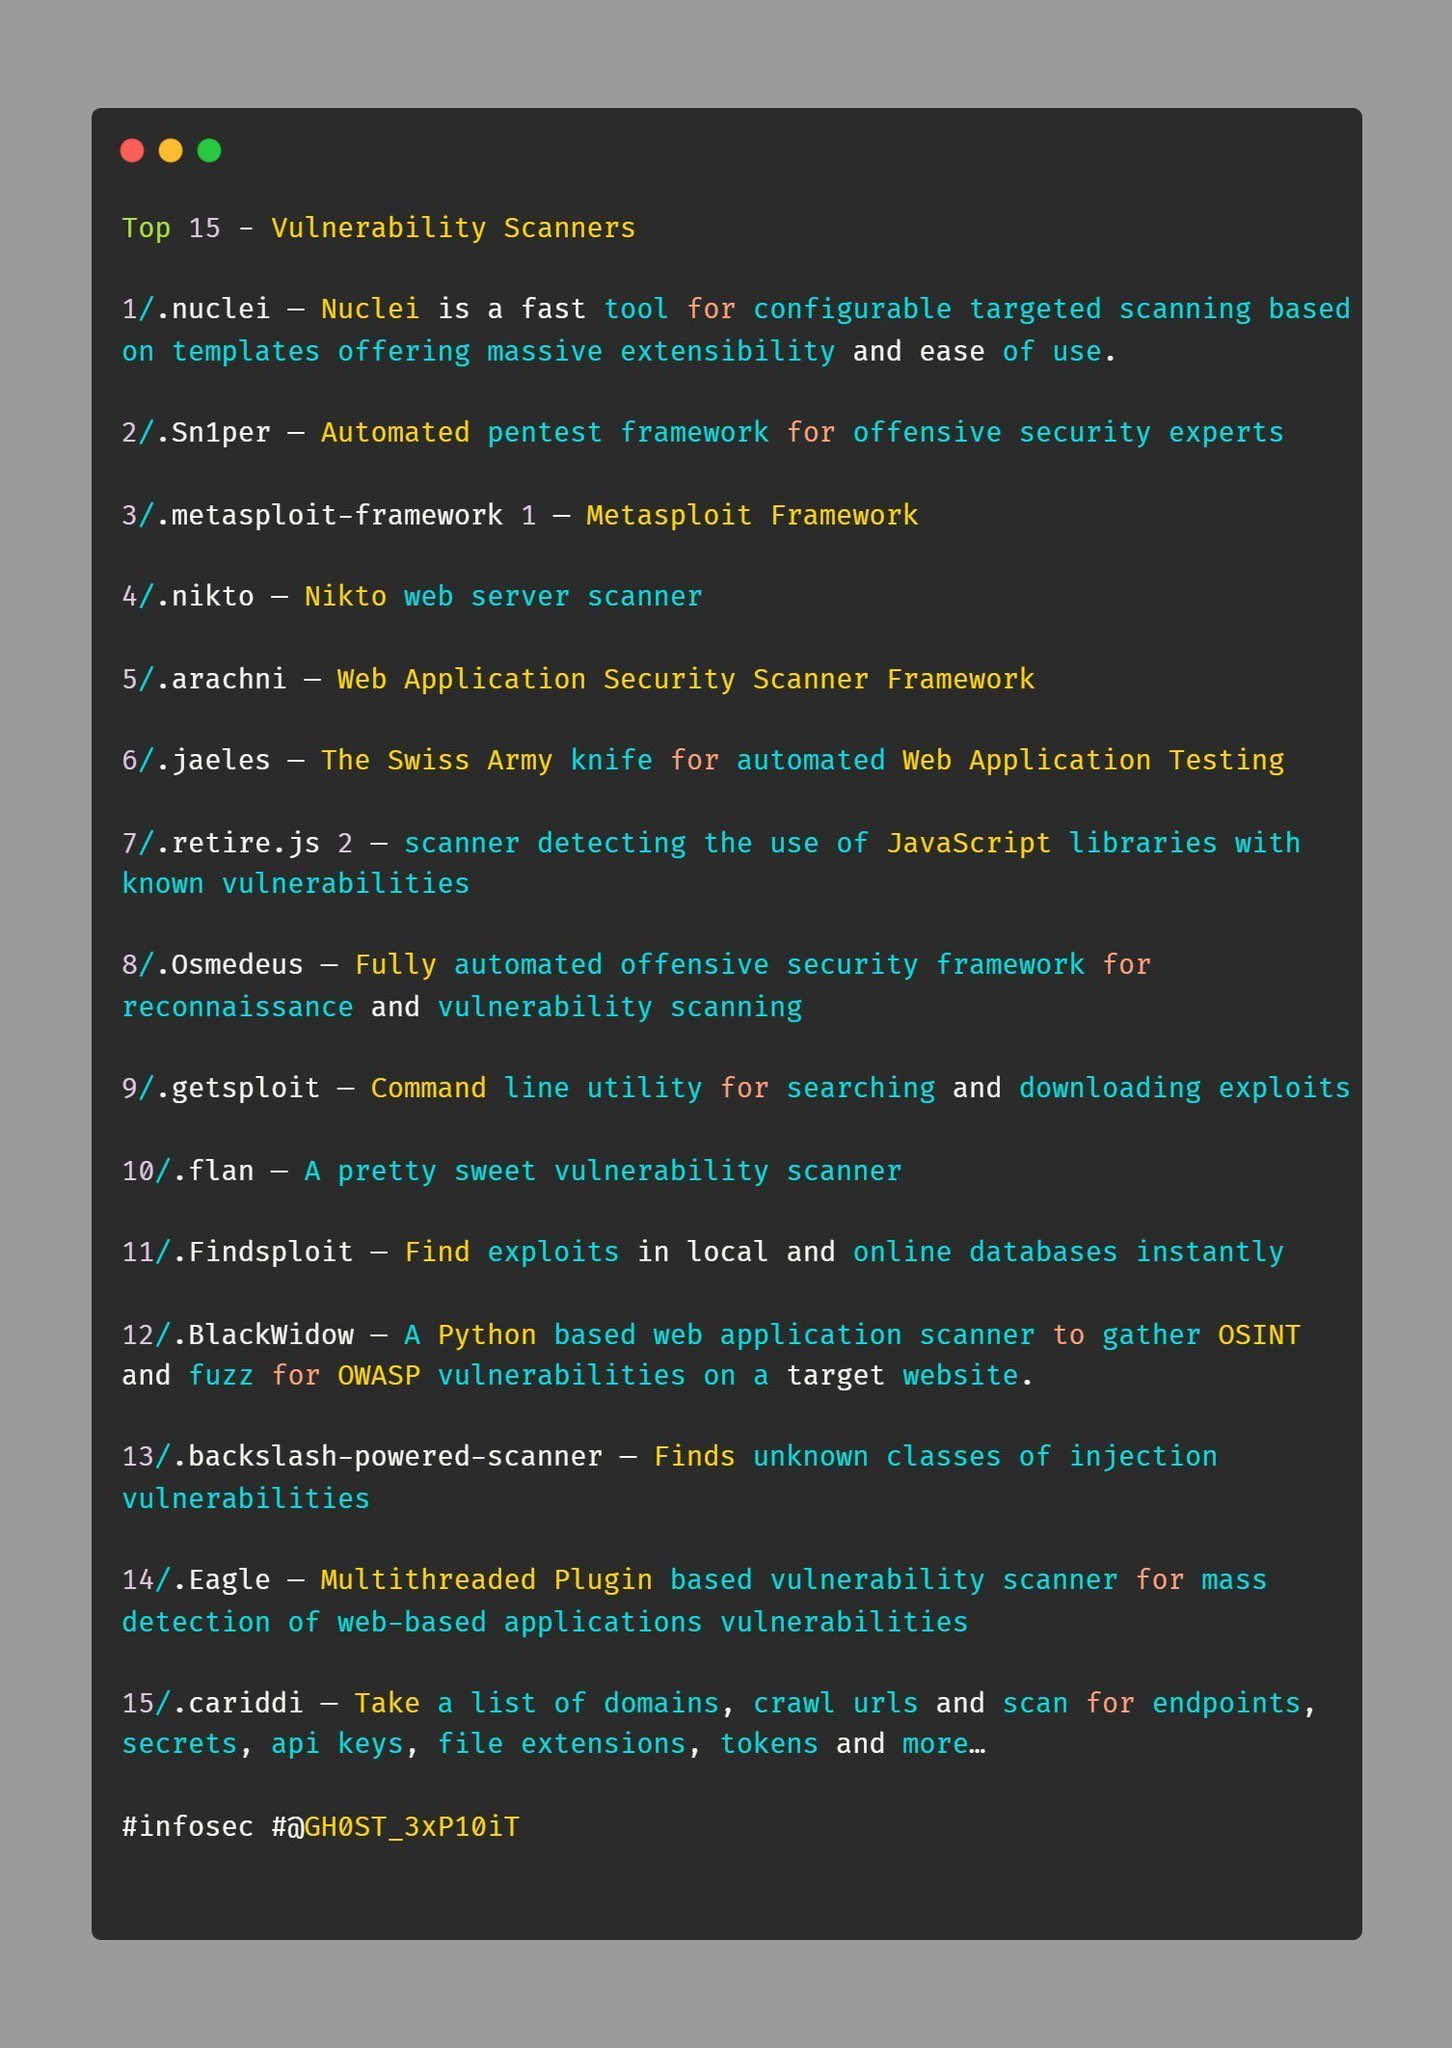 Top 15 - Vulnerability Scanners
1/.nuclei — Nuclei is a fast tool for configurable targeted scanning based
on templates offering massive extensibility and ease of use.
2/.Sn1per — Automated pentest framework for offensive security experts
3/.metasploit-framework 1 — Metasploit Framework
4/.nikto — Nikto web server scanner
5/.arachni — Web Application Security Scanner Framework
6/.jaeles — The Swiss Army knife for automated Web Application Testing
7/.retire.js 2 — scanner detecting the use of JavaScript libraries with
known vulnerabilities
8/.Osmedeus — Fully automated offensive security framework for
reconnaissance and vulnerability scanning
9/.getsploit — Command line utility for searching and downloading exploits
10/.flan — A pretty sweet vulnerability scanner
11/.Findsploit — Find exploits in local and online databases instantly
12/.BlackWidow — A Python based web application scanner to gather OSINT
and fuzz for OWASP vulnerabilities on a target website.
13/.backslash-powered-scanner — Finds unknown classes of injection
vulnerabilities
14/.Eagle — Multithreaded Plugin based vulnerability scanner for mass
detection of web-based applications vulnerabilities
15/.cariddi — Take a list of domains, crawl urls and scan for endpoints,
secrets, api keys, file extensions, tokens and more…
#infosec #@GH0ST_3xP10iT